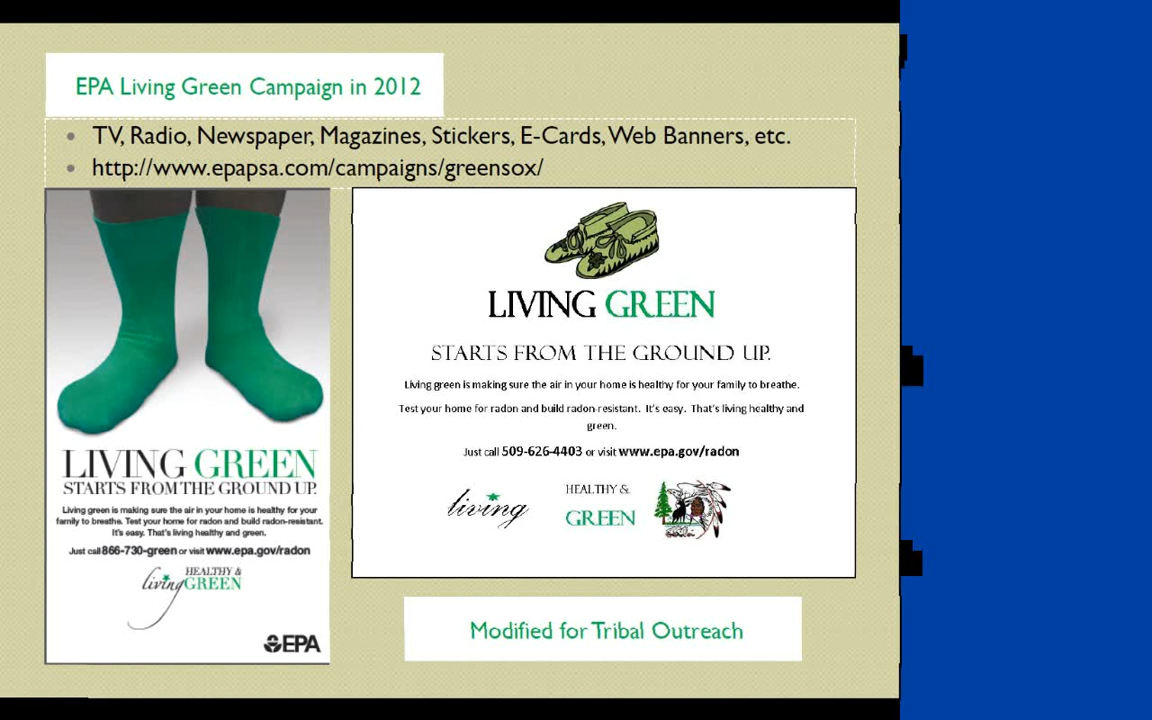 EPA Living Green Campaign in 2012
• TV, Radio, Newspaper, Magazines, Stickers, E-Cards, Web Banners, etc.
• http://www.epapsa.com/campaigns/greensox/
LIVING GREEN
STARTS FROM THE GROUND UP.
Living green is making sure the air in your home is healthy for your
family to breathe. Test your home for radon and build radon-resistant.
It's easy. That's living healthy and green.
Just call 866-730-green or visit www.epa.gov/radon
living HEALTHY &
GREEN
EPA
LIVING GREEN
STARTS FROM THE GROUND UP.
Living green is making sure the air in your home is healthy for your family to breathe.
Test your home for radon and build radon-resistant. It's easy. That's living healthy and
green.
Just call 509-626-4403 or visit www.epa.gov/radon
living HEALTHY &
GREEN
Modified for Tribal Outreach